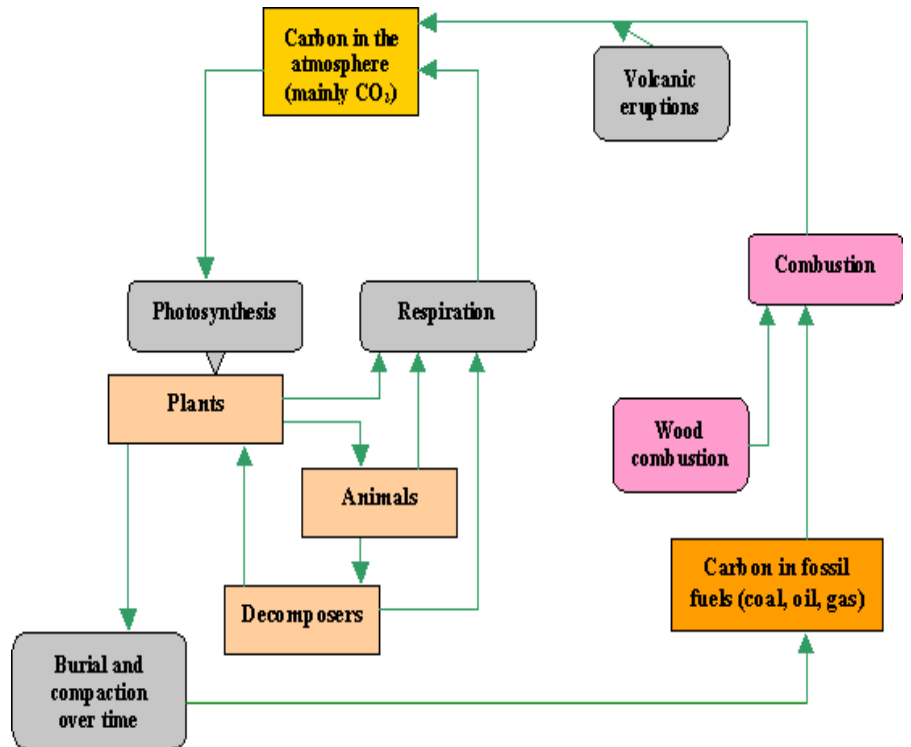 Carbon in the
atmosphere
(mainly CO₂)
Volcanic
eruptions
Combustion
Photosynthesis
Respiration
Plants
Wood
combustion
Animals
Carbon in fossil
fuels (coal, oil, gas)
Decomposers
Burial and
compaction
over time